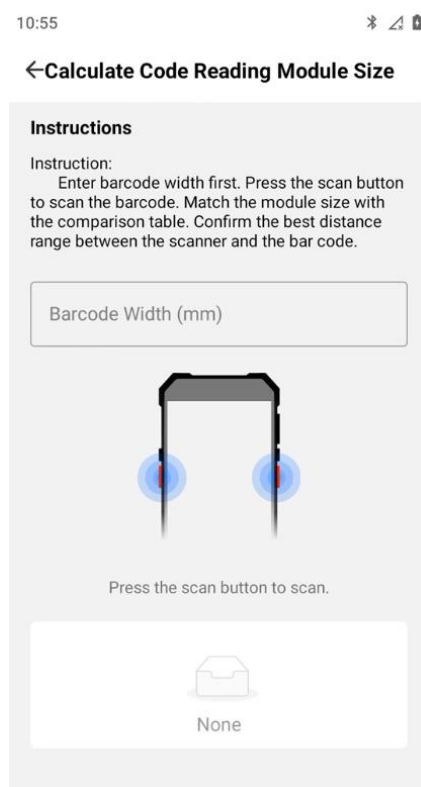 10:55
Calculate Code Reading Module Size
Instructions
Instruction:
Enter barcode width first. Press the scan button
to scan the barcode. Match the module size with
the comparison table. Confirm the best distance
range between the scanner and the bar code.
Barcode Width (mm)
Press the scan button to scan.
None